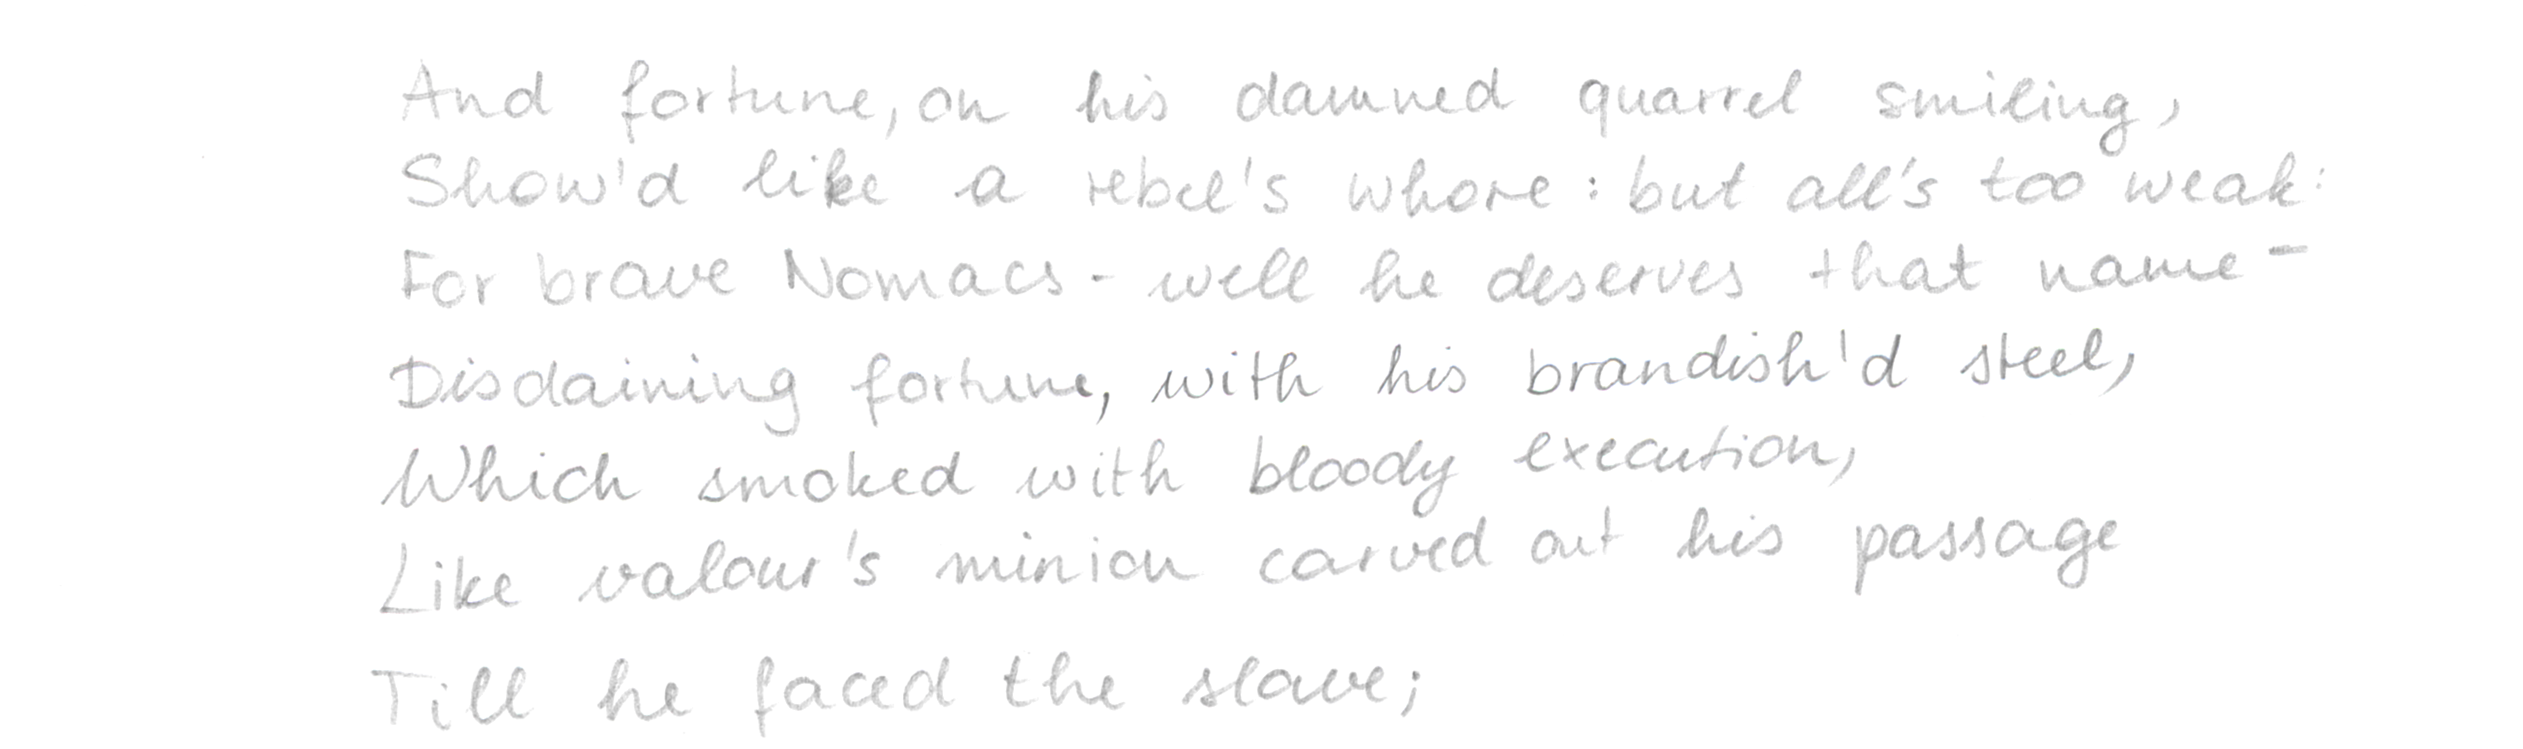 And fortune, on his damned quarrel smiling,
Show'd like a rebel's whore: but all's too weak:
For brave Nomacs - well he deserves that name -
Disdaining fortune, with his brandish'd steel,
Which smoked with bloody execution,
Like valour's minion carved out his passage
Till he faced the slave;